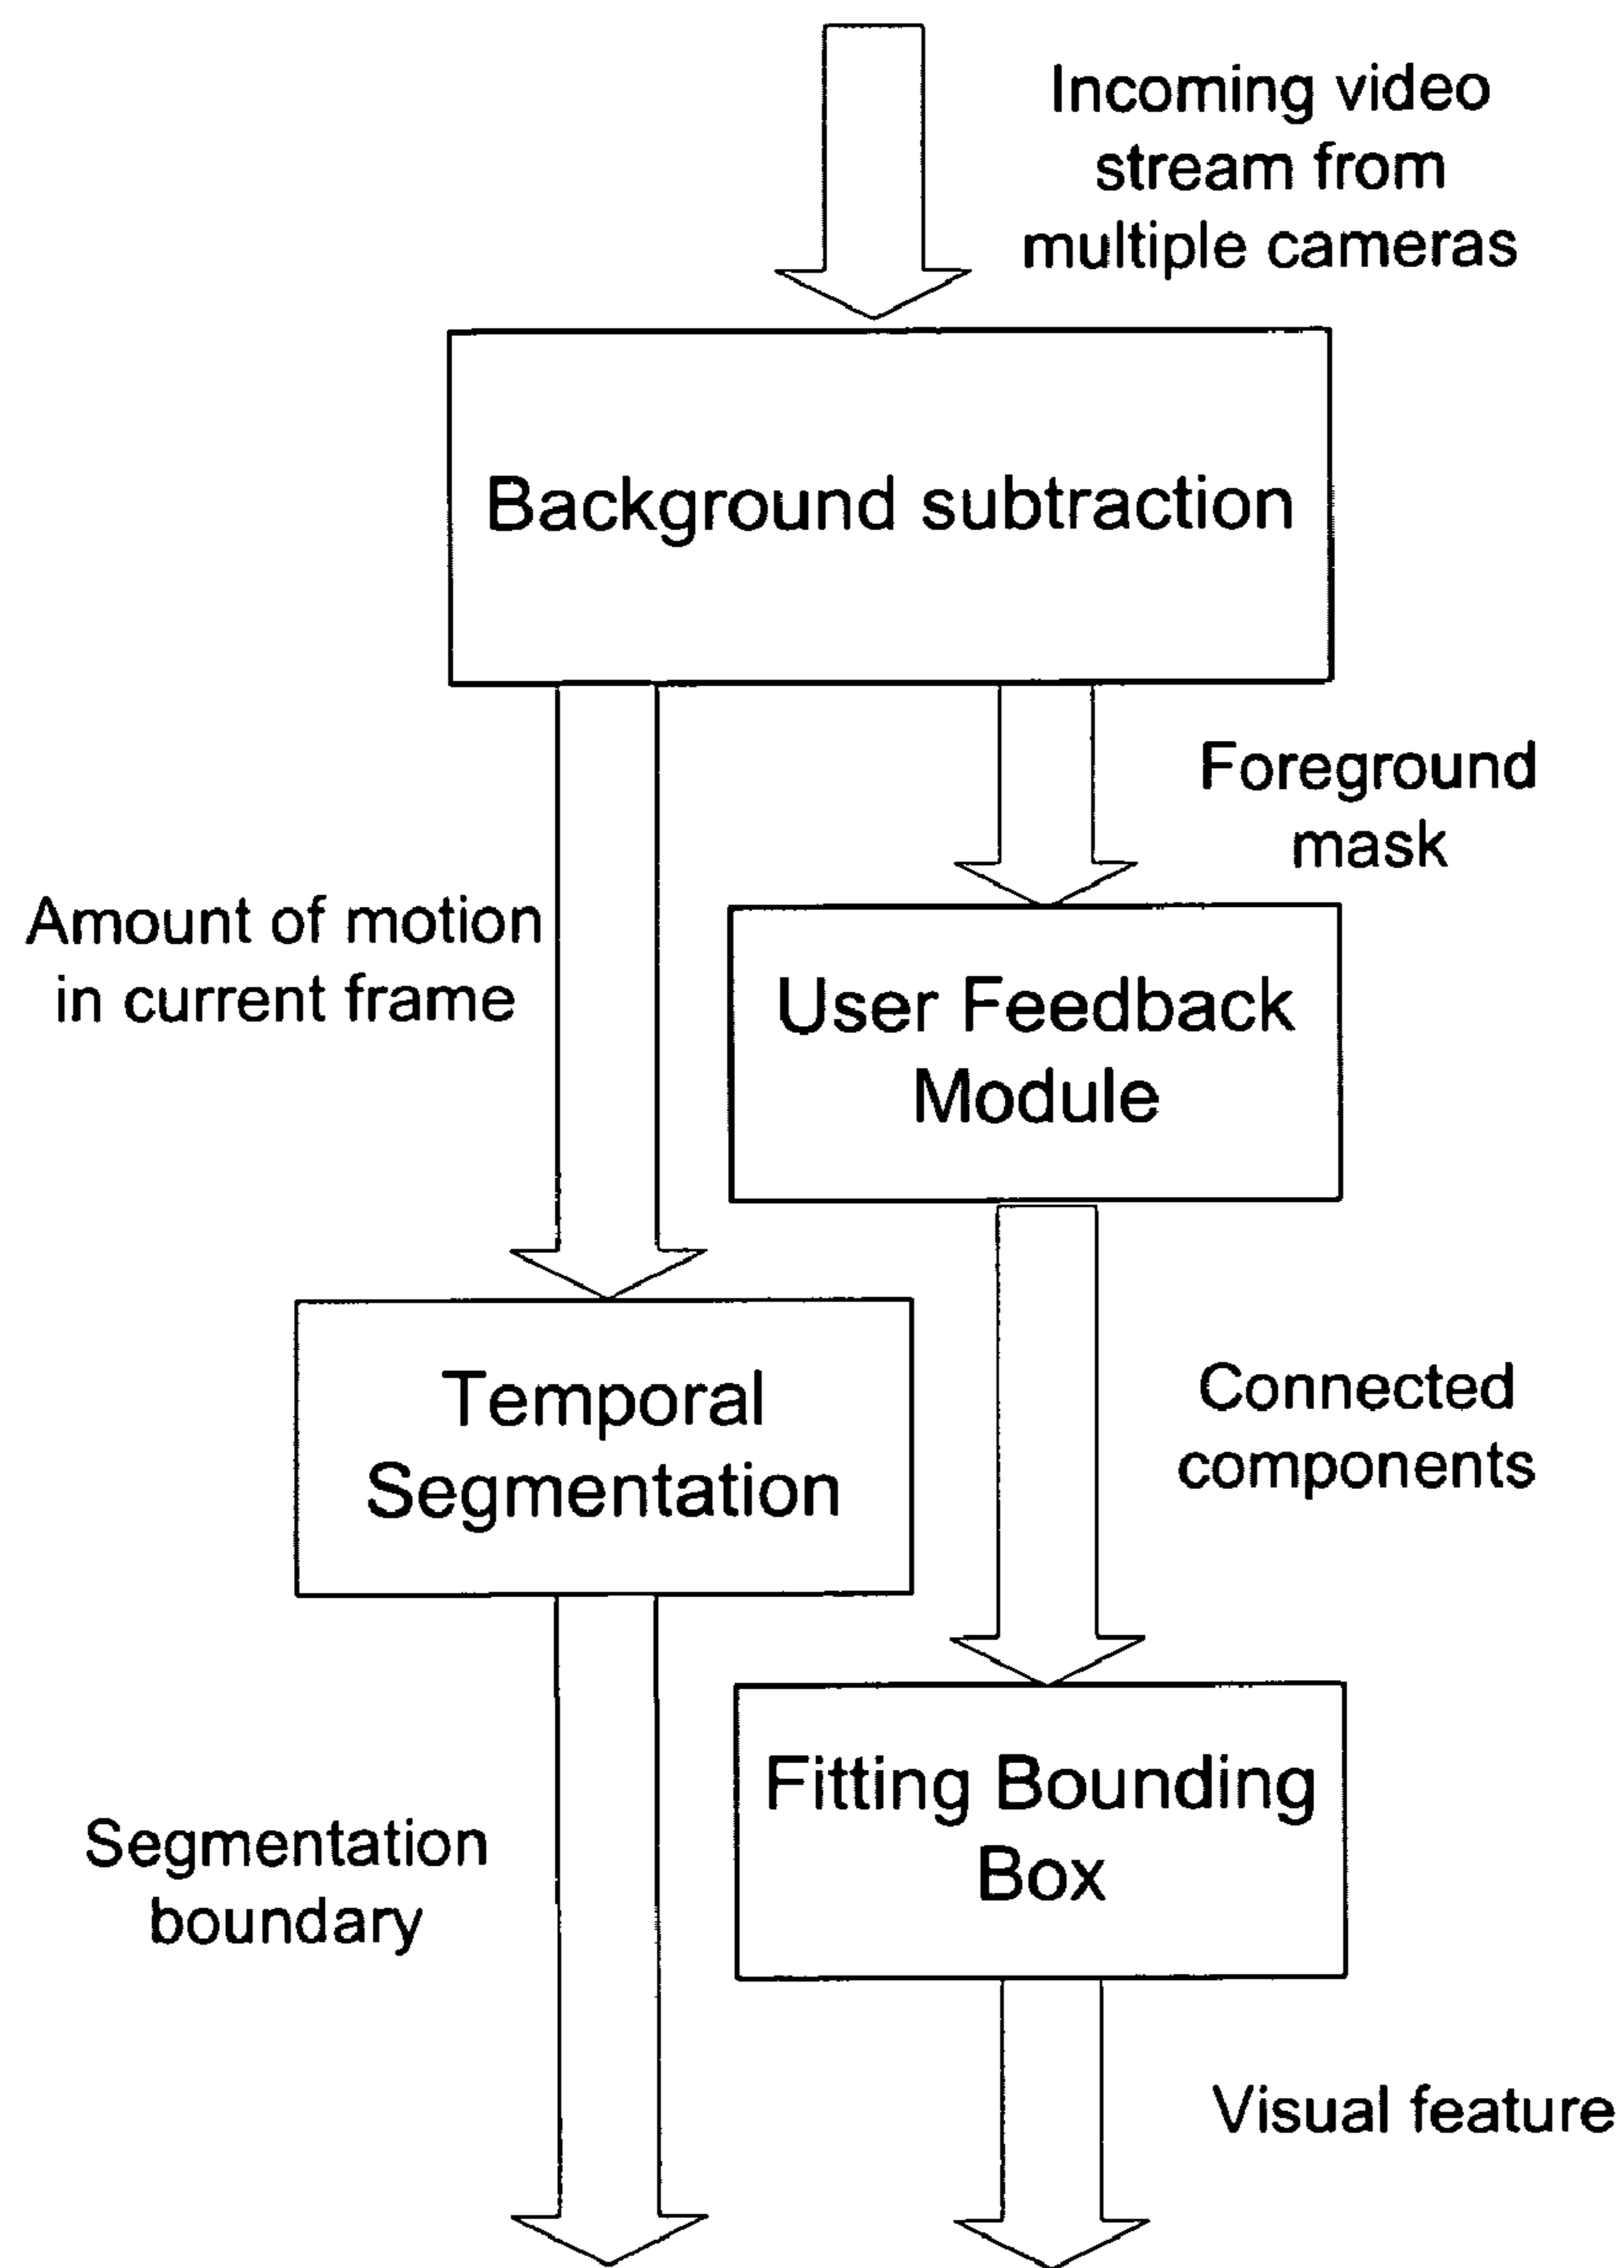 Incoming video
stream from
multiple cameras
Background subtraction
Foreground
mask
Amount of motion
in current frame
User Feedback
Module
Temporal
Segmentation
Connected
components
Fitting Bounding
Box
Segmentation
boundary
Visual feature